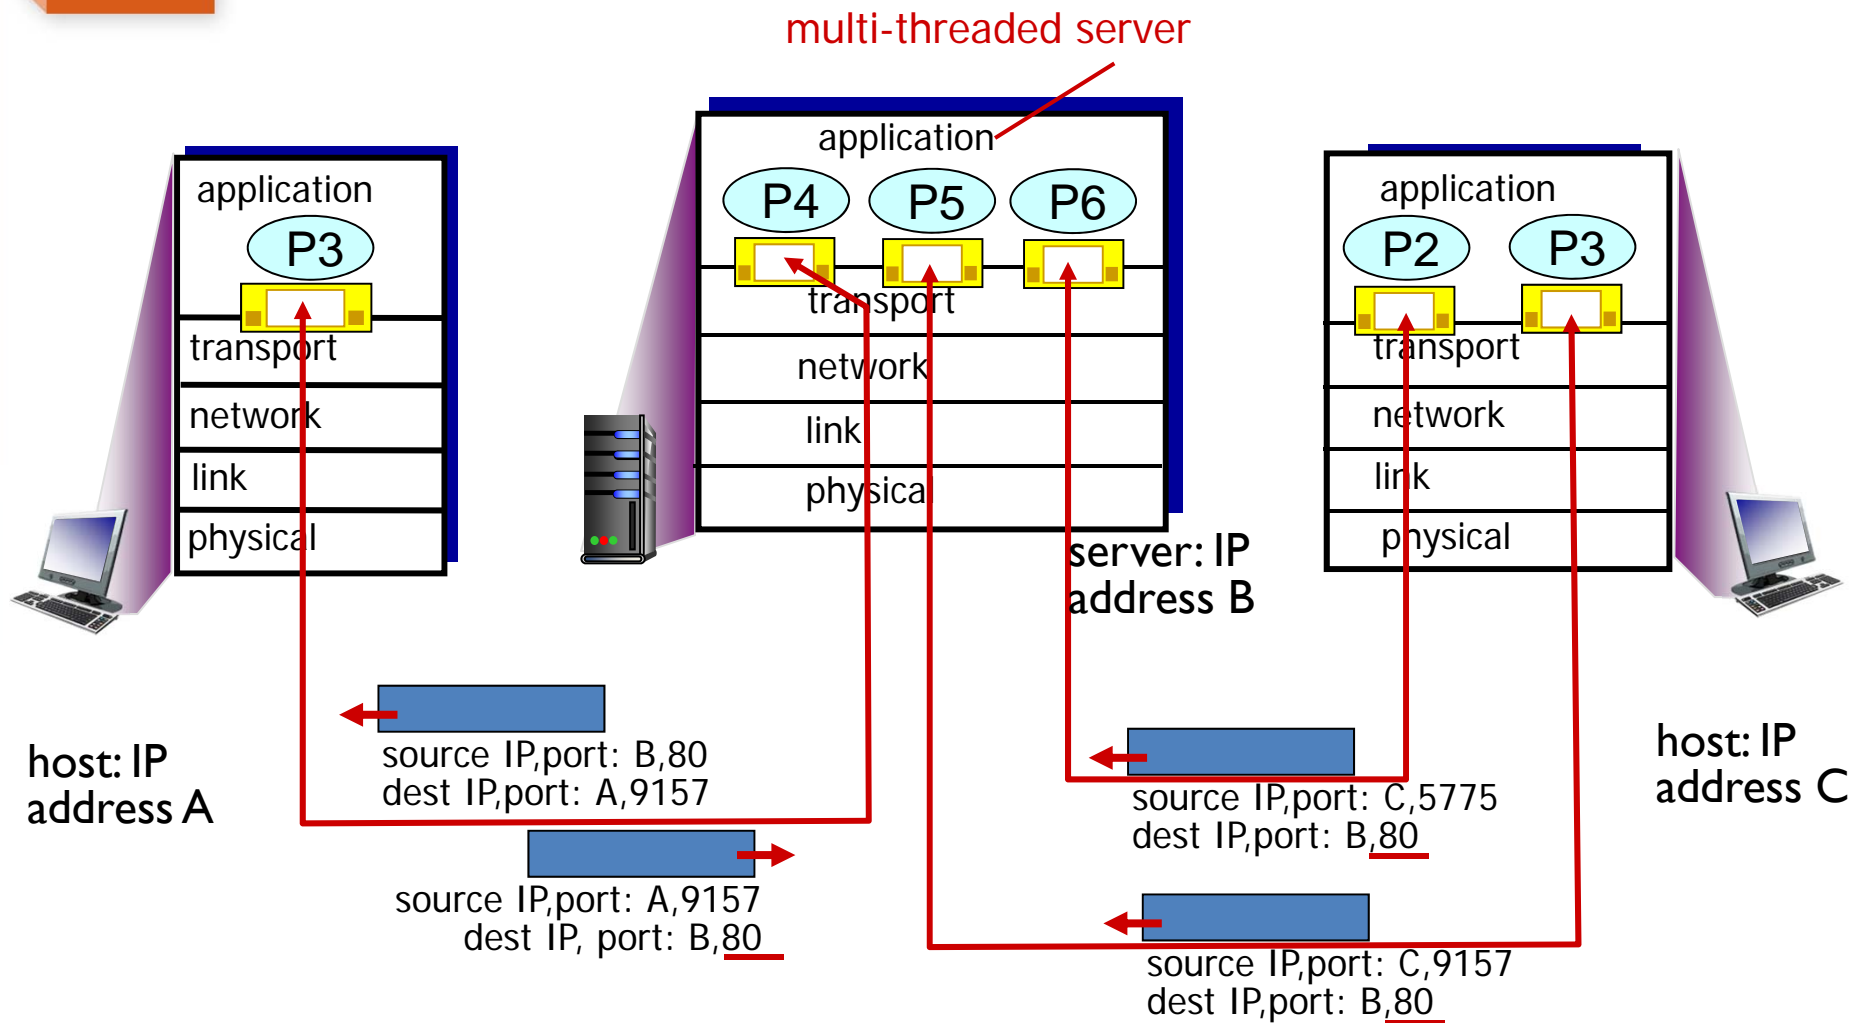 multi-threaded server
application
P3
transport
network
link
physical
host: IP
address A
application
P4 P5 P6
transport
network
link
physical
server: IP
address B
application
P2 P3
transport
network
link
physical
host: IP
address C
source IP,port: B,80
dest IP,port: A,9157
source IP,port: A,9157
dest IP, port: B,80
source IP,port: C,5775
dest IP,port: B,80
source IP,port: C,9157
dest IP,port: B,80